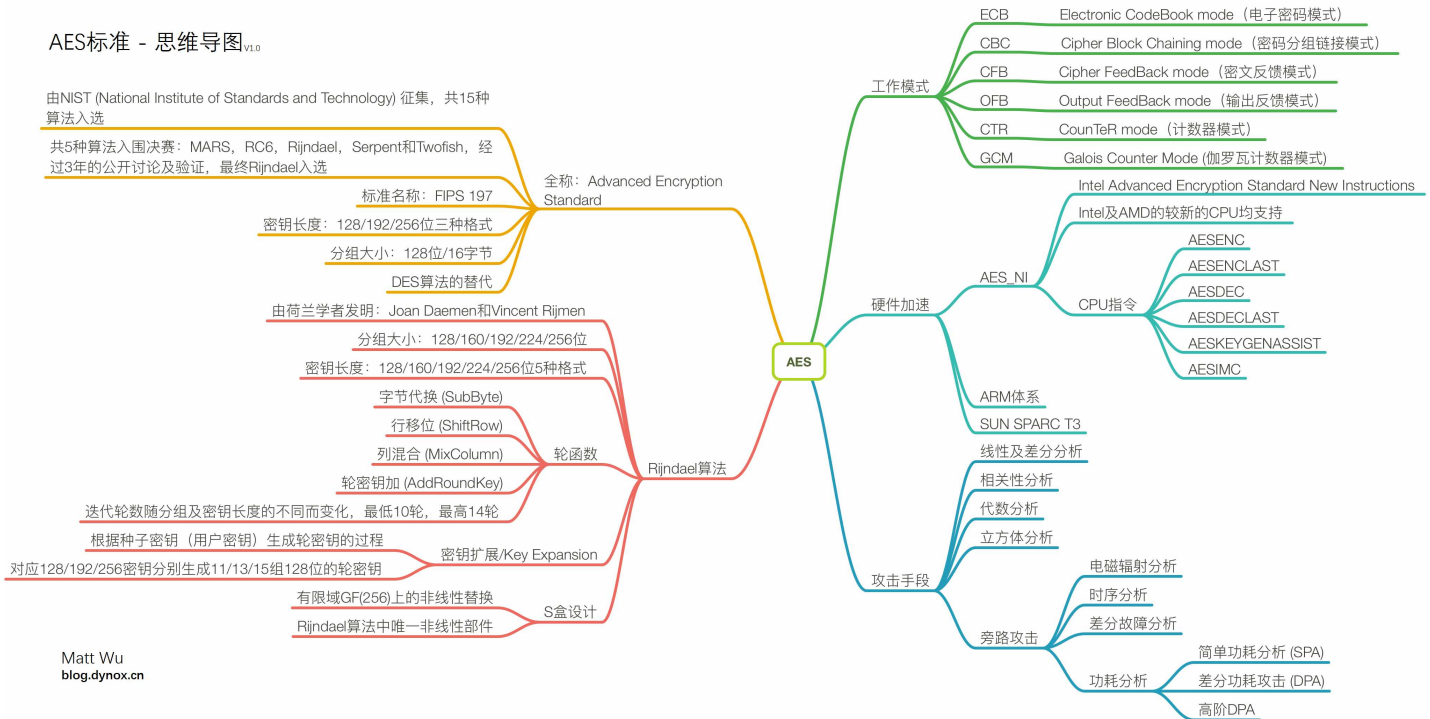 AES标准 - 思维导图V1.0
由NIST (National Institute of Standards and Technology) 征集，共15种
算法入选
共5种算法入围决赛：MARS，RC6，Rijndael，Serpent和Twofish，经
过3年的公开讨论及验证，最终Rijndael入选
标准名称：FIPS 197
密钥长度：128/192/256位三种格式
分组大小：128位/16字节
DES算法的替代
全称：Advanced Encryption
Standard
由荷兰学者发明：Joan Daemen和Vincent Rijmen
分组大小：128/160/192/224/256位
密钥长度：128/160/192/224/256位5种格式
字节代换 (SubByte)
行移位 (ShiftRow)
列混合 (MixColumn)
轮密钥加 (AddRoundKey)
迭代轮数随分组及密钥长度的不同而变化，最低10轮，最高14轮
轮函数
根据种子密钥（用户密钥）生成轮密钥的过程
对应128/192/256密钥分别生成11/13/15组128位的轮密钥
密钥扩展/Key Expansion
有限域GF(256)上的非线性替换
Rijndael算法中唯一非线性部件
S盒设计
Rijndael算法
AES
工作模式
ECB Electronic CodeBook mode（电子密码模式）
CBC Cipher Block Chaining mode（密码分组链接模式）
CFB Cipher FeedBack mode（密文反馈模式）
OFB Output FeedBack mode（输出反馈模式）
CTR CounTeR mode（计数器模式）
GCM Galois Counter Mode (伽罗瓦计数器模式)
硬件加速
AES_NI
Intel Advanced Encryption Standard New Instructions
Intel及AMD的较新的CPU均支持
CPU指令
AESENC
AESENCLAST
AESDEC
AESDECLAST
AESKEYGENASSIST
AESIMC
ARM体系
SUN SPARC T3
攻击手段
线性及差分分析
相关性分析
代数分析
立方体分析
旁路攻击
电磁辐射分析
时序分析
差分故障分析
功耗分析
简单功耗分析 (SPA)
差分功耗攻击 (DPA)
高阶DPA
Matt Wu
blog.dynox.cn